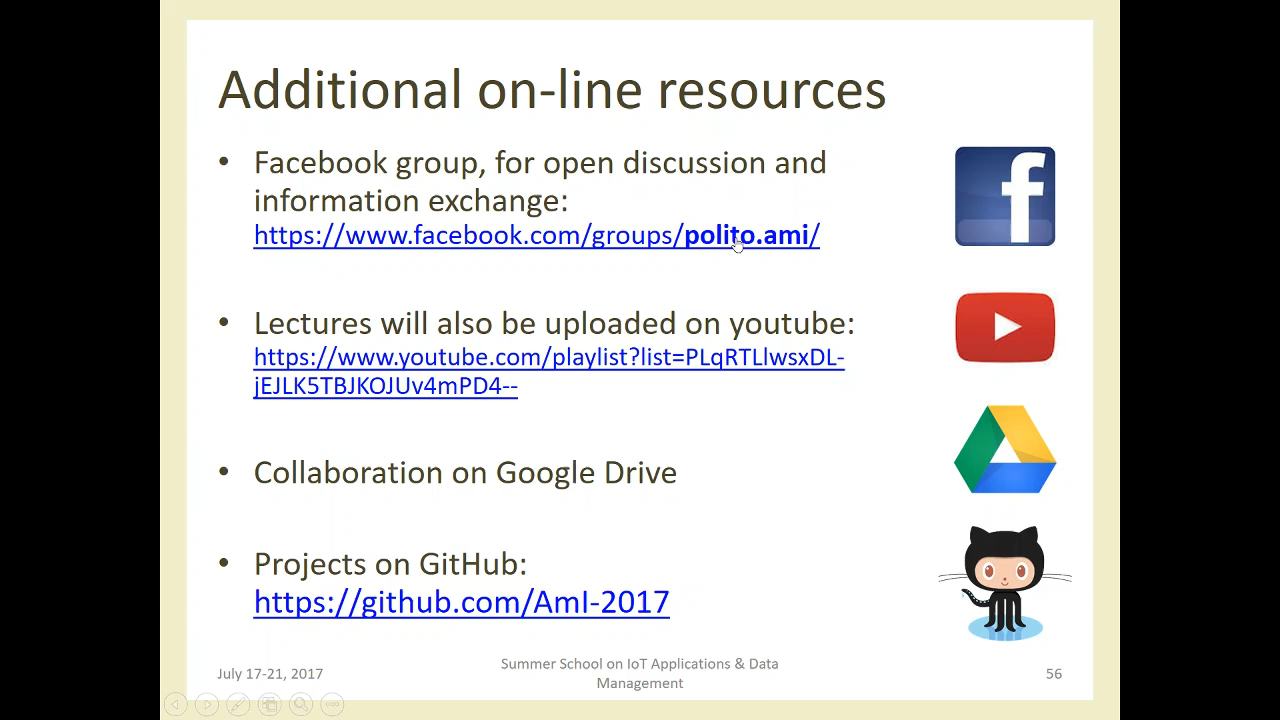 Additional on-line resources
• Facebook group, for open discussion and
information exchange:
https://www.facebook.com/groups/polito.ami/
• Lectures will also be uploaded on youtube:
https://www.youtube.com/playlist?list=PLqRTLlwsxDL-
jEJLK5TBJKOJUv4mPD4--
• Collaboration on Google Drive
• Projects on GitHub:
https://github.com/AmI-2017
July 17-21, 2017
Summer School on IoT Applications & Data
Management
56